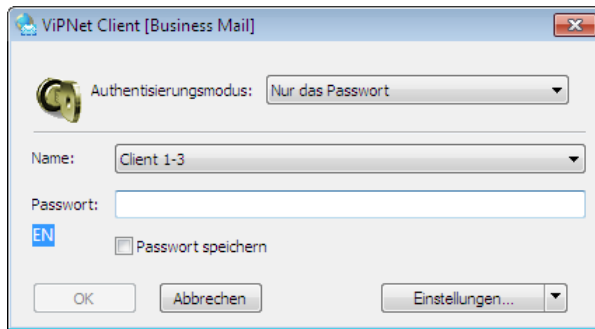 ViPNet Client [Business Mail]
Authentisierungsmodus: Nur das Passwort
Name: Client 1-3
Passwort:
EN
Passwort speichern
OK Abbrechen Einstellungen...